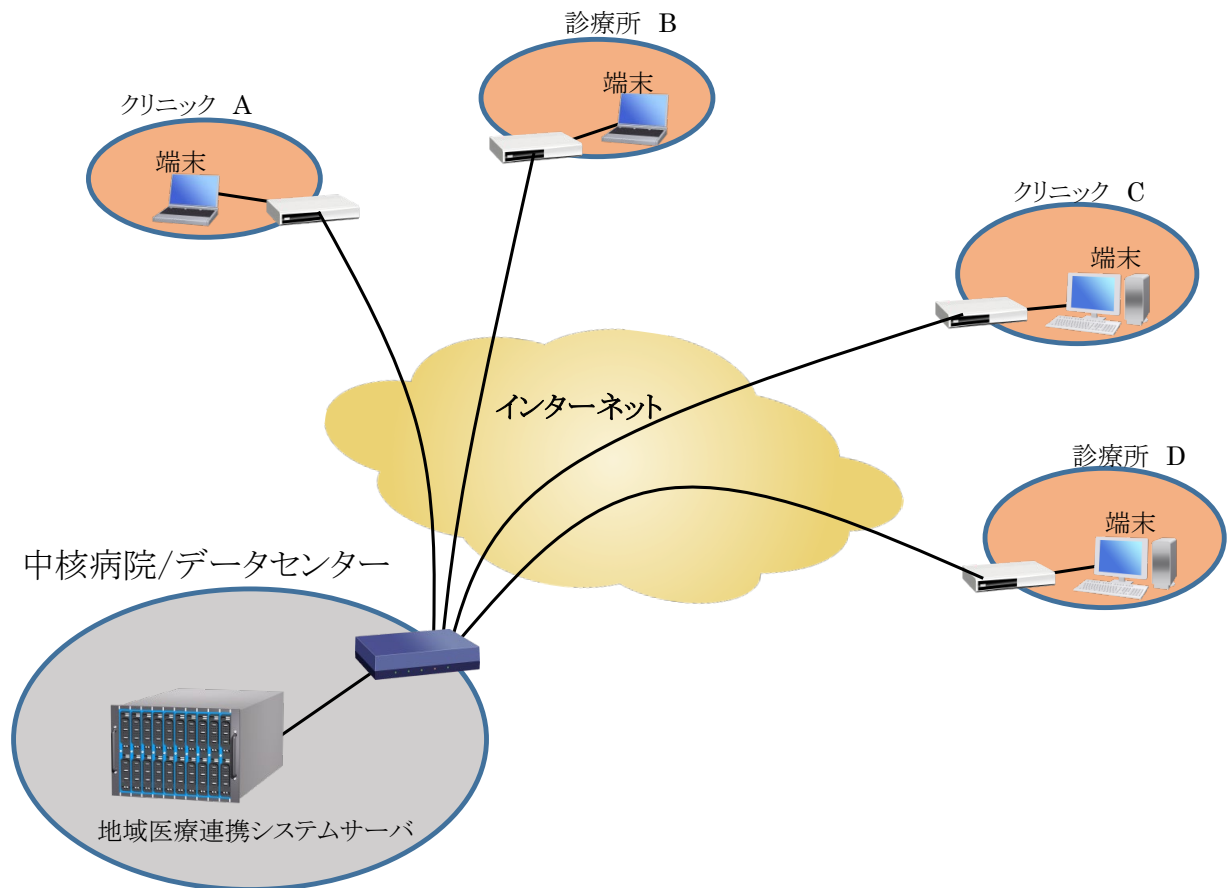 診療所 B
端末
クリニック A
端末
クリニック C
端末
インターネット
診療所 D
端末
中核病院/データセンター
地域医療連携システムサーバ